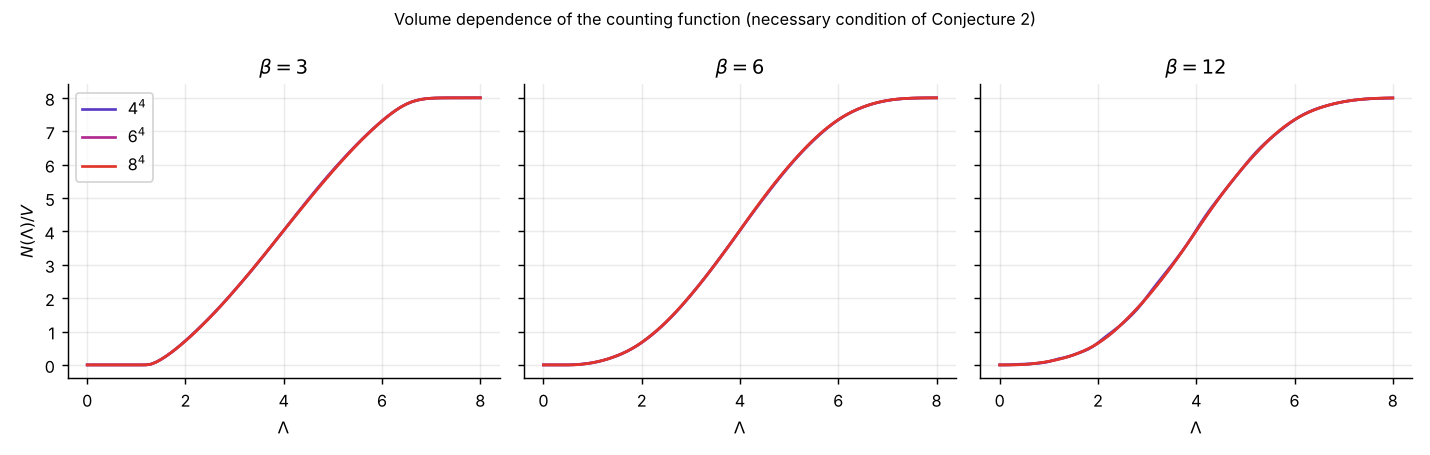 Volume dependence of the counting function (necessary condition of Conjecture 2)
β = 3
β = 6
β = 12
4⁴
6⁴
8⁴
N(Λ)/V
8
7
6
5
4
3
2
1
0
0 2 4 6 8
0 2 4 6 8
0 2 4 6 8
Λ
Λ
Λ